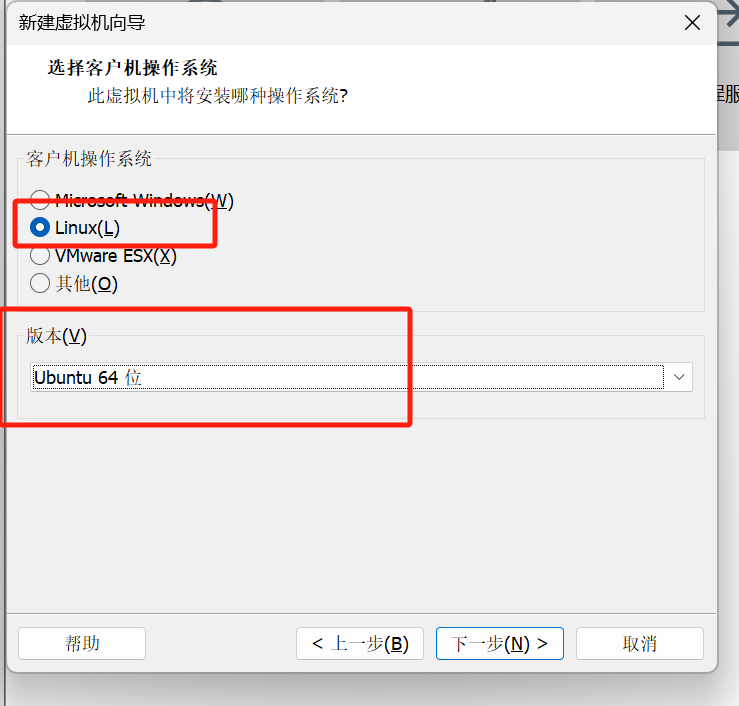 新建虚拟机向导
选择客户机操作系统
此虚拟机中将安装哪种操作系统?
客户机操作系统
Microsoft Windows(W)
Linux(L)
VMware ESX(X)
其他(O)
版本(V)
Ubuntu 64 位
帮助
< 上一步(B)
下一步(N) >
取消